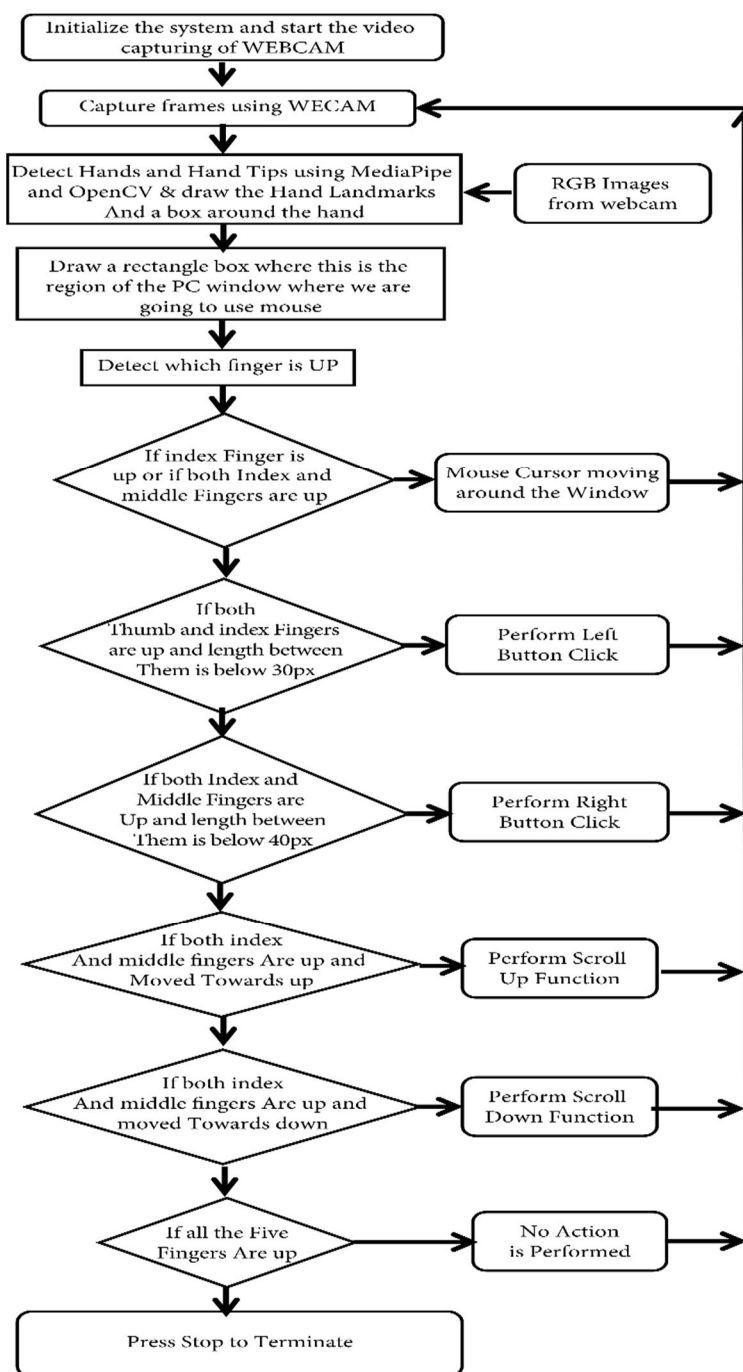 Initialize the system and start the video
capturing of WEBCAM
Capture frames using WECAM
Detect Hands and Hand Tips using MediaPipe
and OpenCV & draw the Hand Landmarks
And a box around the hand
RGB Images
from webcam
Draw a rectangle box where this is the
region of the PC window where we are
going to use mouse
Detect which finger is UP
If index Finger is
up or if both Index and
middle Fingers are up
Mouse Cursor moving
around the Window
If both
Thumb and index Fingers
are up and length between
Them is below 30px
Perform Left
Button Click
If both Index and
Middle Fingers are
Up and length between
Them is below 40px
Perform Right
Button Click
If both index
And middle fingers Are up and
Moved Towards up
Perform Scroll
Up Function
If both index
And middle fingers Are up and
moved Towards down
Perform Scroll
Down Function
If all the Five
Fingers Are up
No Action
is Performed
Press Stop to Terminate